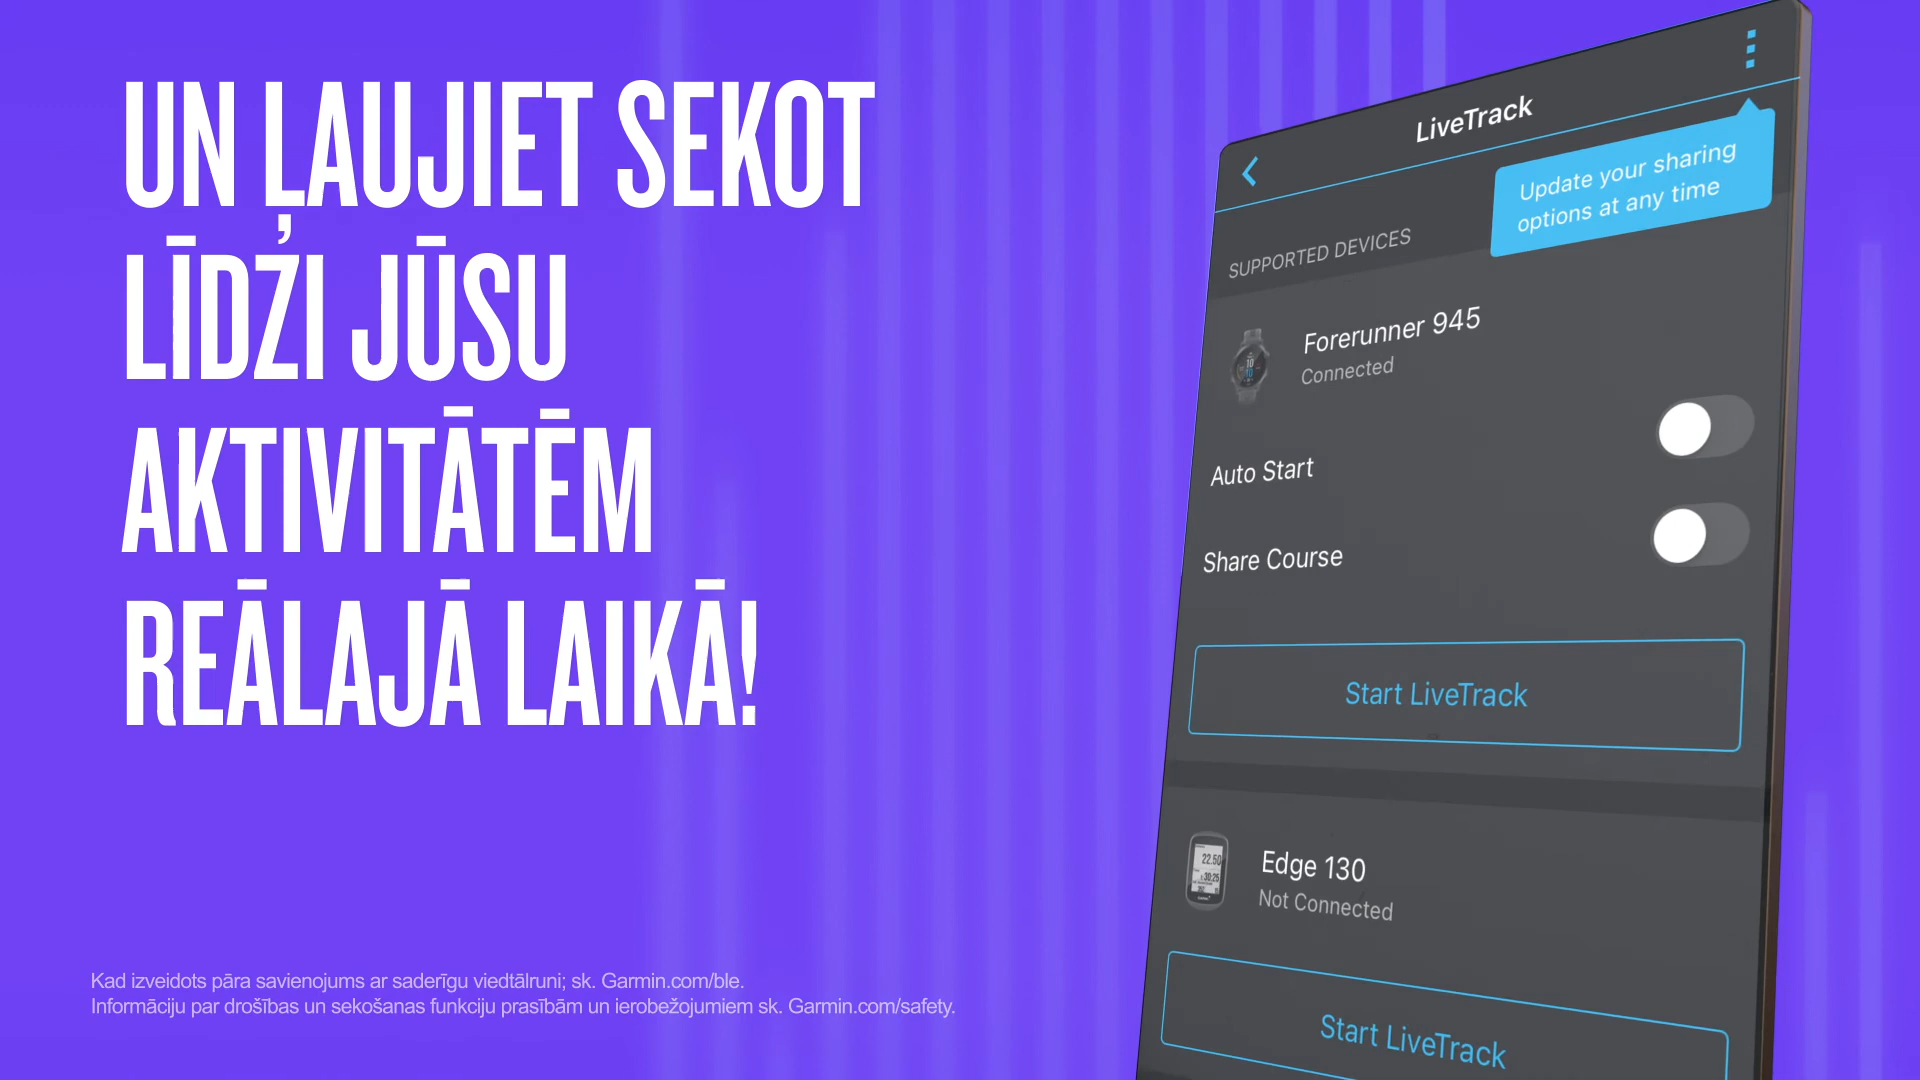 UN ĻAUJIET SEKOT
LĪDZI JŪSU
AKTIVITĀTĒM
REĀLAJĀ LAIKĀ!
Kad izveidots pāra savienojums ar saderīgu viedtālruni; sk. Garmin.com/ble.
Informāciju par drošības un sekošanas funkciju prasībām un ierobežojumiem sk. Garmin.com/safety.
LiveTrack
Update your sharing
options at any time
SUPPORTED DEVICES
Forerunner 945
Connected
Auto Start
Share Course
Start LiveTrack
Edge 130
Not Connected
Start LiveTrack